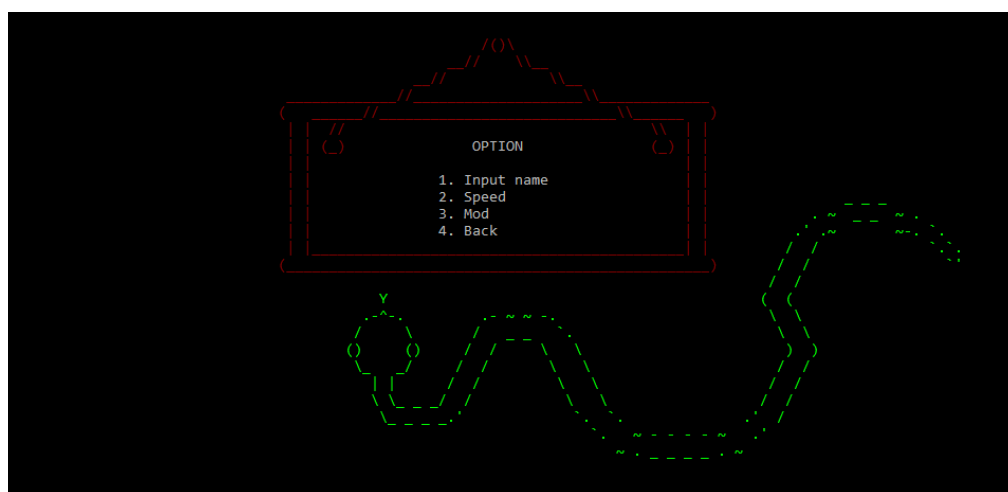 OPTION
1. Input name
2. Speed
3. Mod
4. Back